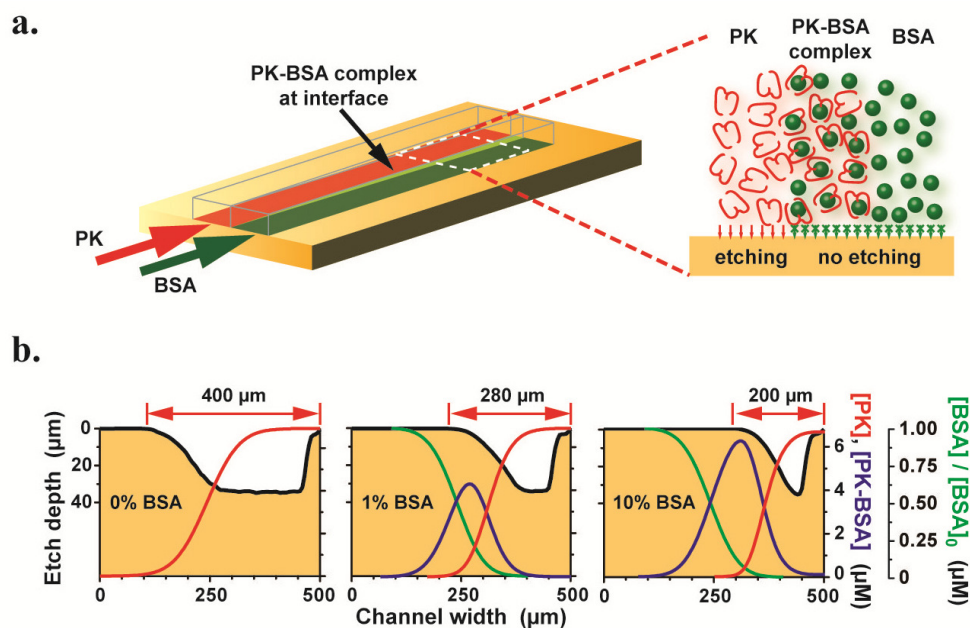 a.
PK-BSA complex
at interface
PK
BSA
PK
PK-BSA
complex
BSA
etching
no etching
b.
400 µm
280 µm
200 µm
Etch depth (µm)
0
20
40
0% BSA
1% BSA
10% BSA
0 250 500
0 250 500
0 250 500
Channel width (µm)
6
4
2
0
[PK], [PK-BSA] (µM)
1.00
0.75
0.50
0.25
0
[BSA] / [BSA]0 (µM)